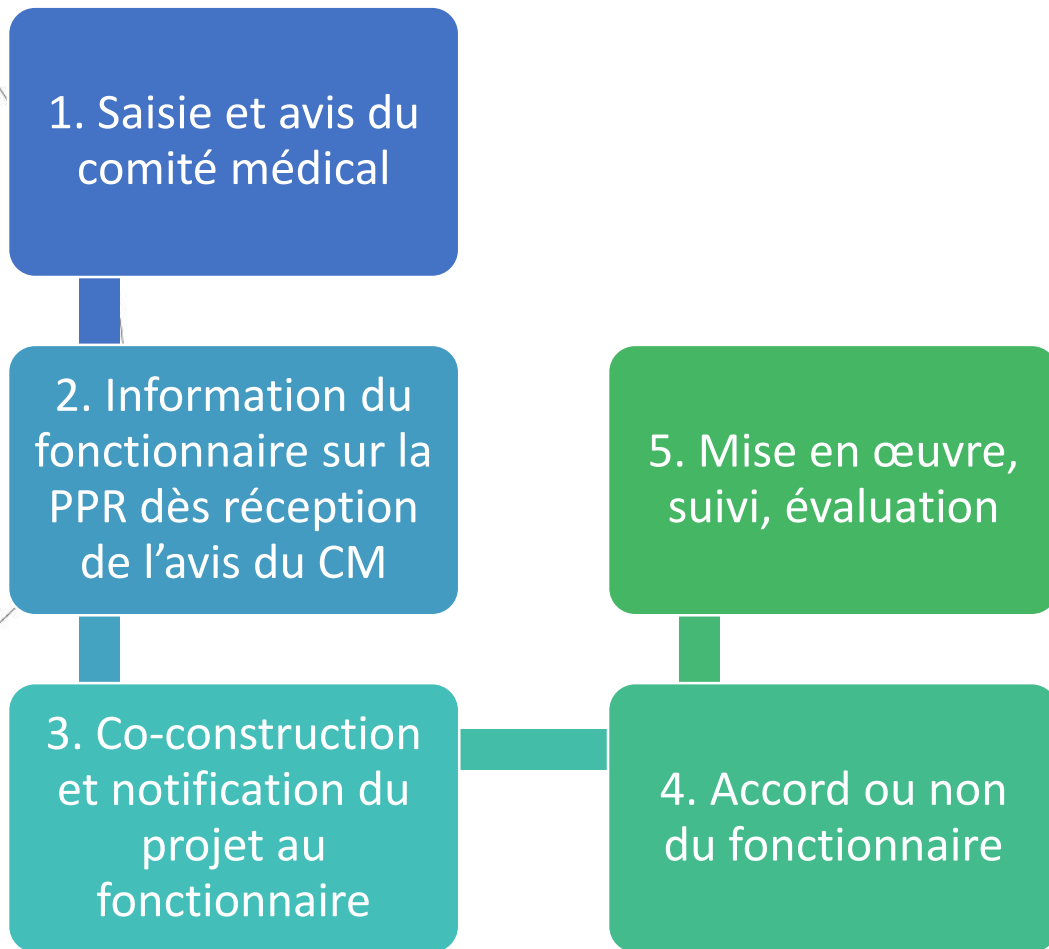 1. Saisie et avis du
comité médical
2. Information du
fonctionnaire sur la
PPR dès réception
de l’avis du CM
3. Co-construction
et notification du
projet au
fonctionnaire
4. Accord ou non
du fonctionnaire
5. Mise en œuvre,
suivi, évaluation